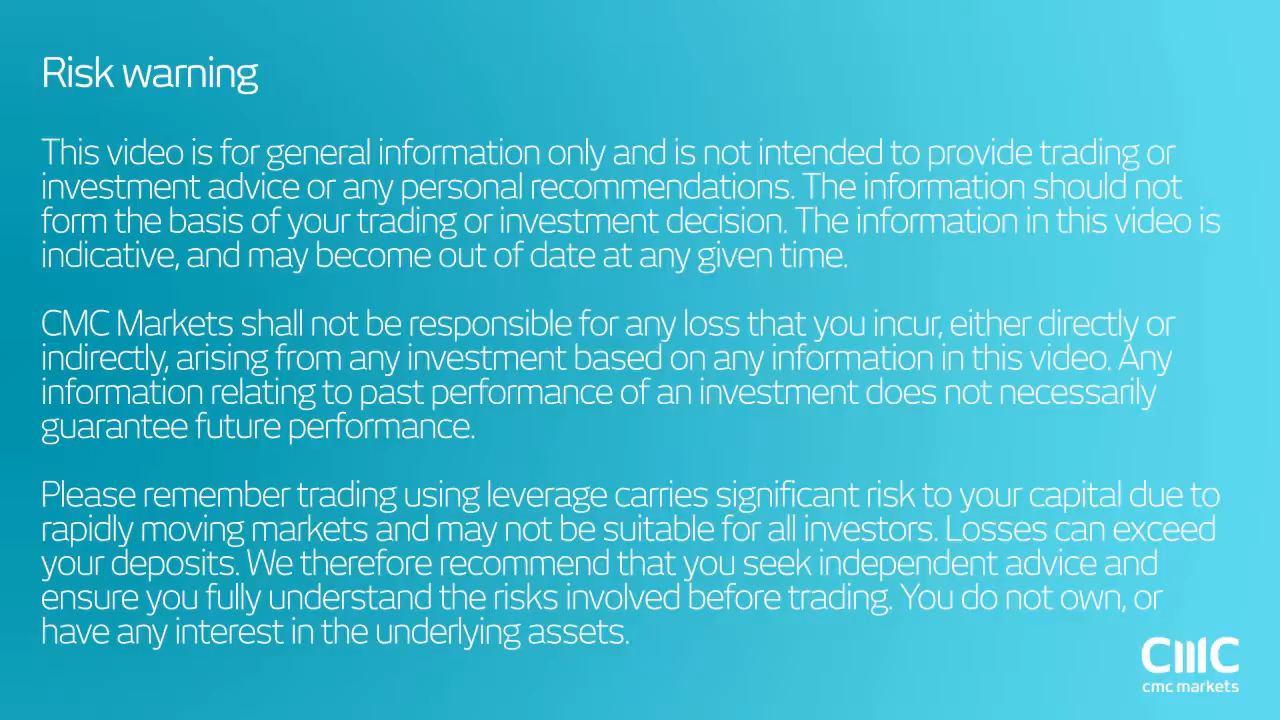 Risk warning
This video is for general information only and is not intended to provide trading or
investment advice or any personal recommendations. The information should not
form the basis of your trading or investment decision. The information in this video is
indicative, and may become out of date at any given time.
CMC Markets shall not be responsible for any loss that you incur, either directly or
indirectly, arising from any investment based on any information in this video. Any
information relating to past performance of an investment does not necessarily
guarantee future performance.
Please remember trading using leverage carries significant risk to your capital due to
rapidly moving markets and may not be suitable for all investors. Losses can exceed
your deposits. We therefore recommend that you seek independent advice and
ensure you fully understand the risks involved before trading. You do not own, or
have any interest in the underlying assets.
CMC
cmc markets